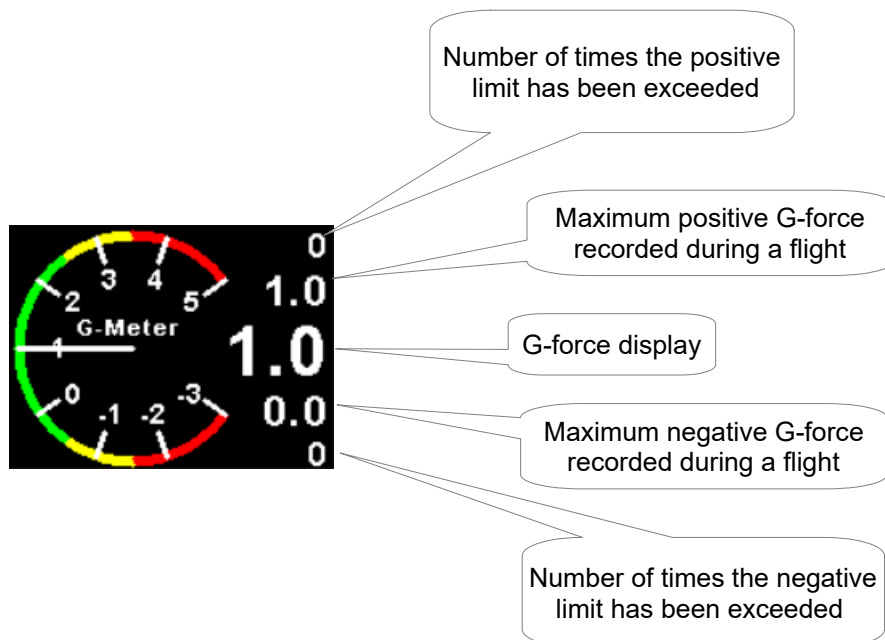 Number of times the positive
limit has been exceeded
Maximum positive G-force
recorded during a flight
G-force display
Maximum negative G-force
recorded during a flight
Number of times the negative
limit has been exceeded
0
1.0
1.0
0.0
0
3
4
2
5
G-Meter
1
0
-1
-2
-3